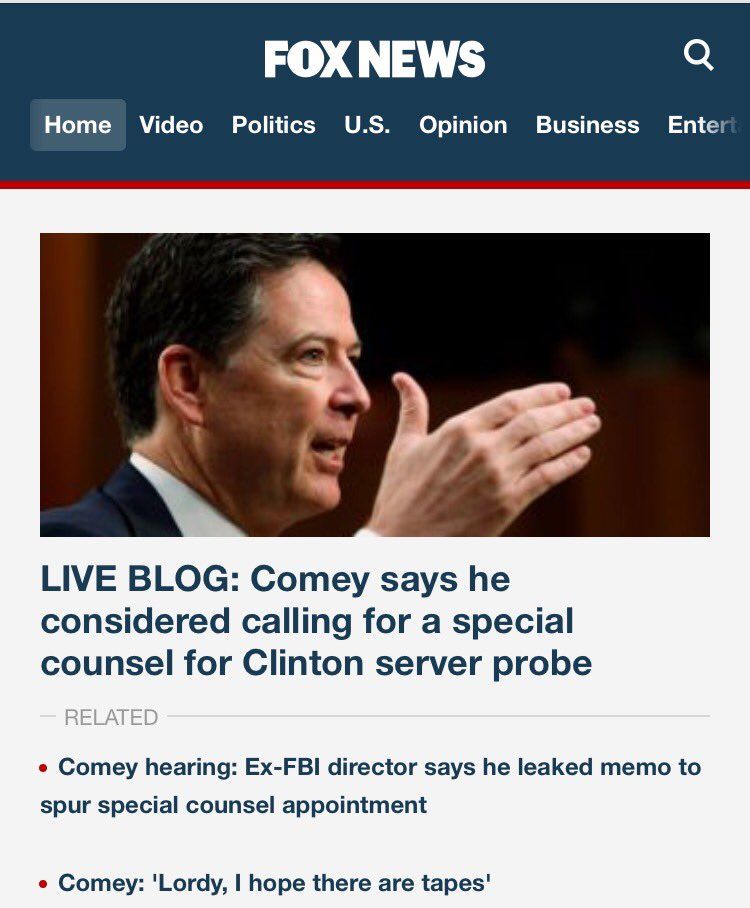 FOX NEWS
Home Video Politics U.S. Opinion Business Entert
LIVE BLOG: Comey says he
considered calling for a special
counsel for Clinton server probe
RELATED
• Comey hearing: Ex-FBI director says he leaked memo to
spur special counsel appointment
• Comey: 'Lordy, I hope there are tapes'